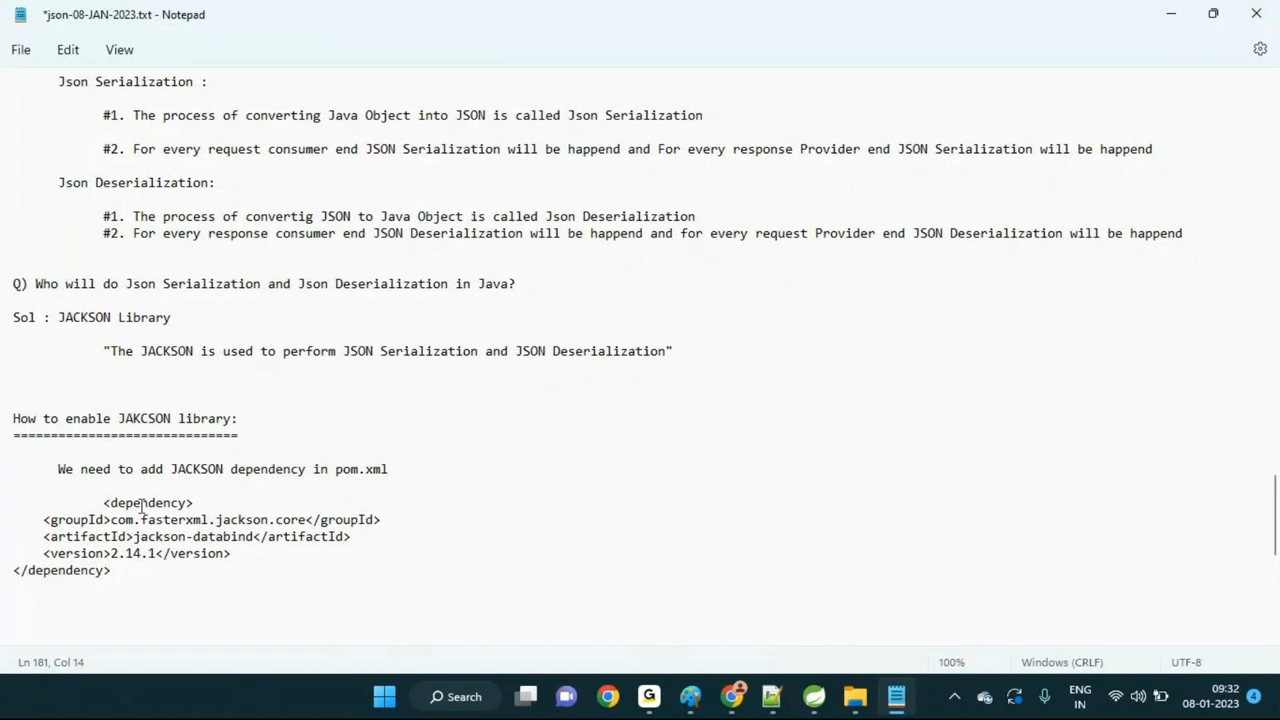 *json-08-JAN-2023.txt - Notepad
File Edit View
Json Serialization :
#1. The process of converting Java Object into JSON is called Json Serialization
#2. For every request consumer end JSON Serialization will be happend and For every response Provider end JSON Serialization will be happend
Json Deserialization:
#1. The process of convertig JSON to Java Object is called Json Deserialization
#2. For every response consumer end JSON Deserialization will be happend and for every request Provider end JSON Deserialization will be happend
Q) Who will do Json Serialization and Json Deserialization in Java?
Sol : JACKSON Library
"The JACKSON is used to perform JSON Serialization and JSON Deserialization"
How to enable JAKCSON library:
==============================
We need to add JACKSON dependency in pom.xml
<dependency>
<groupId>com.fasterxml.jackson.core</groupId>
<artifactId>jackson-databind</artifactId>
<version>2.14.1</version>
</dependency>
Ln 181, Col 14 100% Windows (CRLF) UTF-8
Search G ENG 09:32
IN 08-01-2023 4